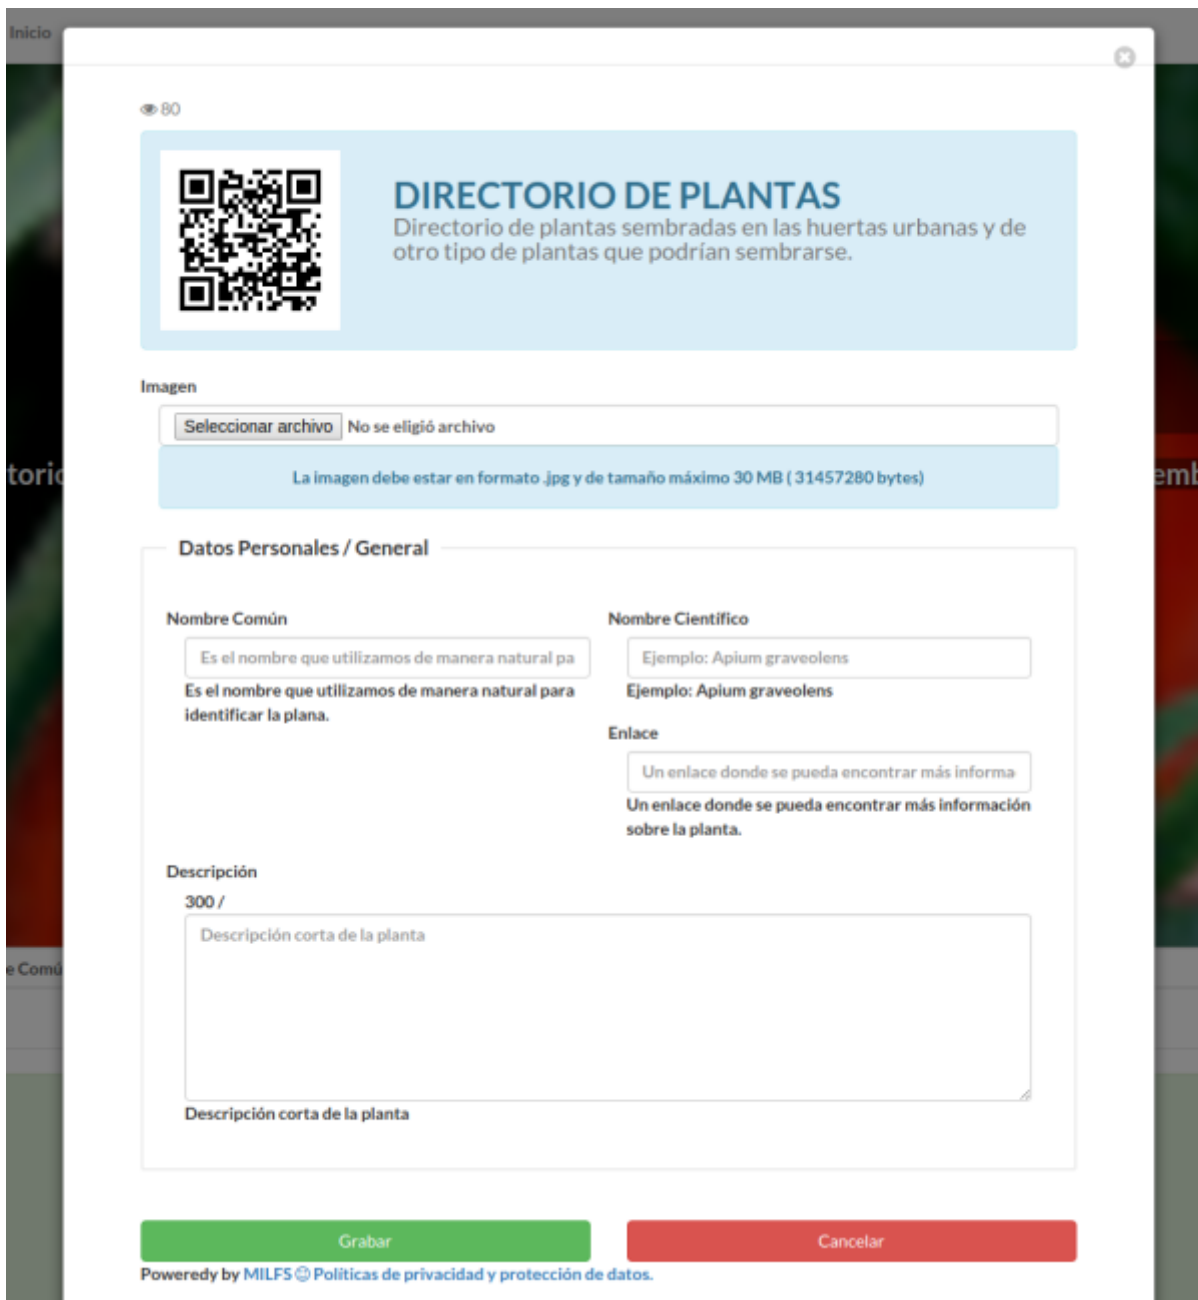 Inicio
80
DIRECTORIO DE PLANTAS
Directorio de plantas sembradas en las huertas urbanas y de
otro tipo de plantas que podrían sembrarse.
Imagen
Seleccionar archivo No se eligió archivo
La imagen debe estar en formato .jpg y de tamaño máximo 30 MB ( 31457280 bytes)
torio
emb
Datos Personales / General
Nombre Común
Nombre Científico
Es el nombre que utilizamos de manera natural pa
Ejemplo: Apium graveolens
Es el nombre que utilizamos de manera natural para
identificar la plana.
Ejemplo: Apium graveolens
Enlace
Un enlace donde se pueda encontrar más informa
Un enlace donde se pueda encontrar más información
sobre la planta.
Descripción
300 /
Descripción corta de la planta
e Comú
Descripción corta de la planta
Grabar
Cancelar
Poweredy by MILFS Políticas de privacidad y protección de datos.